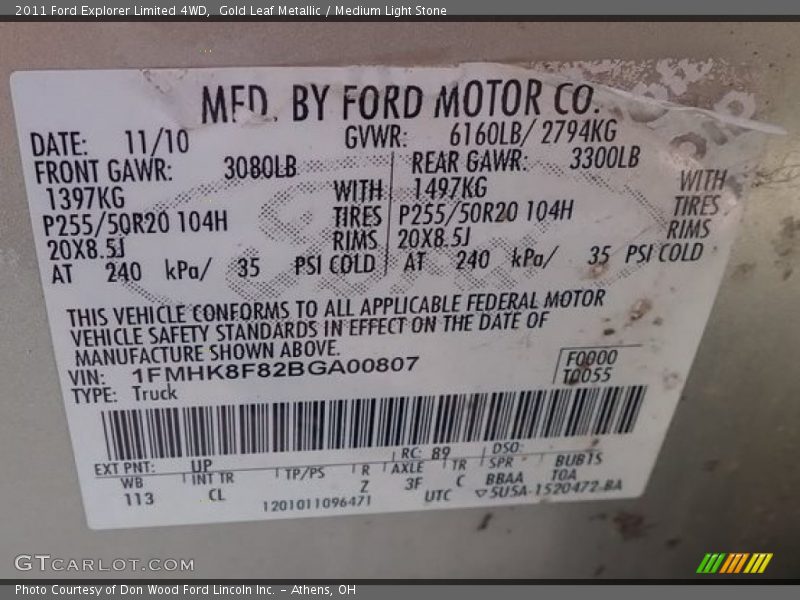 2011 Ford Explorer Limited 4WD,  Gold Leaf Metallic / Medium Light Stone
MFD. BY FORD MOTOR CO.
DATE: 11/10 GVWR: 6160LB/ 2794KG
FRONT GAWR: 3080LB REAR GAWR: 3300LB
1397KG WITH 1497KG WITH
P255/50R20 104H TIRES P255/50R20 104H TIRES
20X8.5J RIMS 20X8.5J RIMS
AT 240 kPa/ 35 PSI COLD AT 240 kPa/ 35 PSI COLD
THIS VEHICLE CONFORMS TO ALL APPLICABLE FEDERAL MOTOR
VEHICLE SAFETY STANDARDS IN EFFECT ON THE DATE OF
MANUFACTURE SHOWN ABOVE.
VIN: 1FMHK8F82BGA00807 F0000
TYPE: Truck T0055
EXT PNT: UP RC: 89 DSO:
WB INT TR TP/PS R AXLE TR SPR BUBTS
113 CL Z 3F C BBAA TOA
1201011096471 UTC ▽5USA-1520472-BA
GTCARLOT.COM
Photo Courtesy of Don Wood Ford Lincoln Inc. - Athens, OH